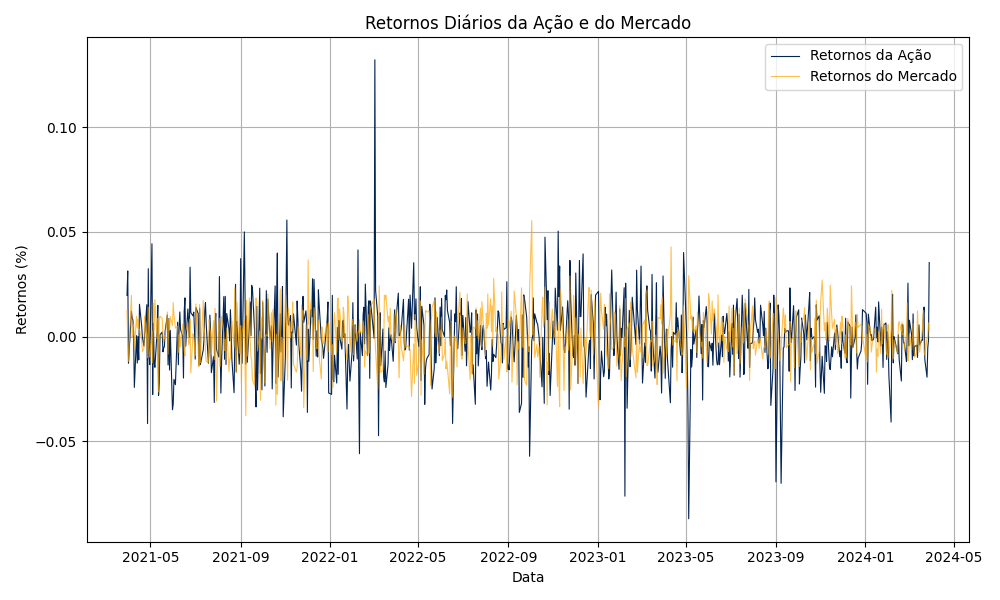 Retornos Diários da Ação e do Mercado
Retornos da Ação
Retornos do Mercado
Retornos (%)
0.10
0.05
0.00
−0.05
2021-05 2021-09 2022-01 2022-05 2022-09 2023-01 2023-05 2023-09 2024-01 2024-05
Data